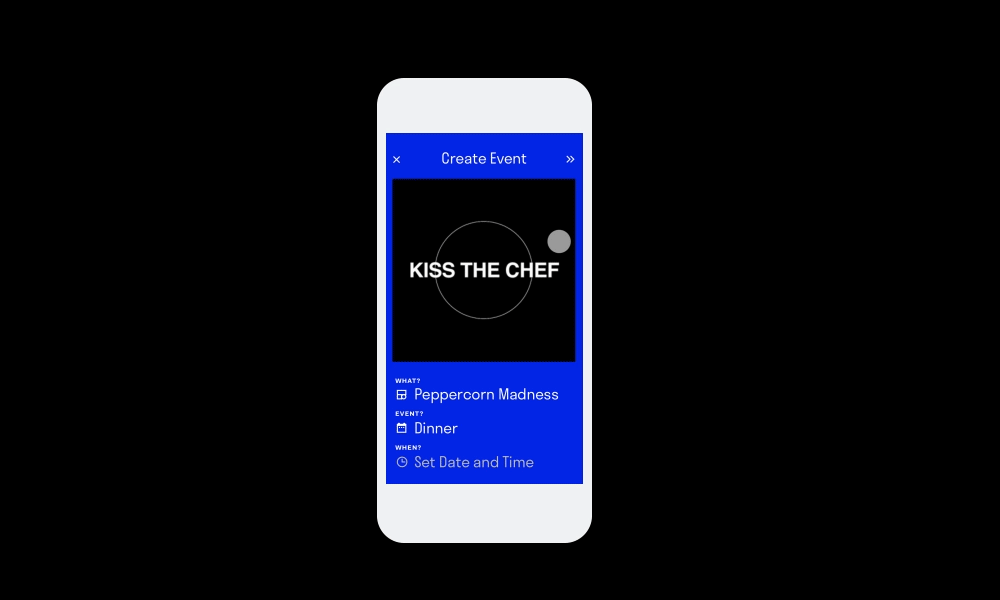 Create Event
KISS THE CHEF
WHAT?
Peppercorn Madness
EVENT?
Dinner
WHEN?
Set Date and Time